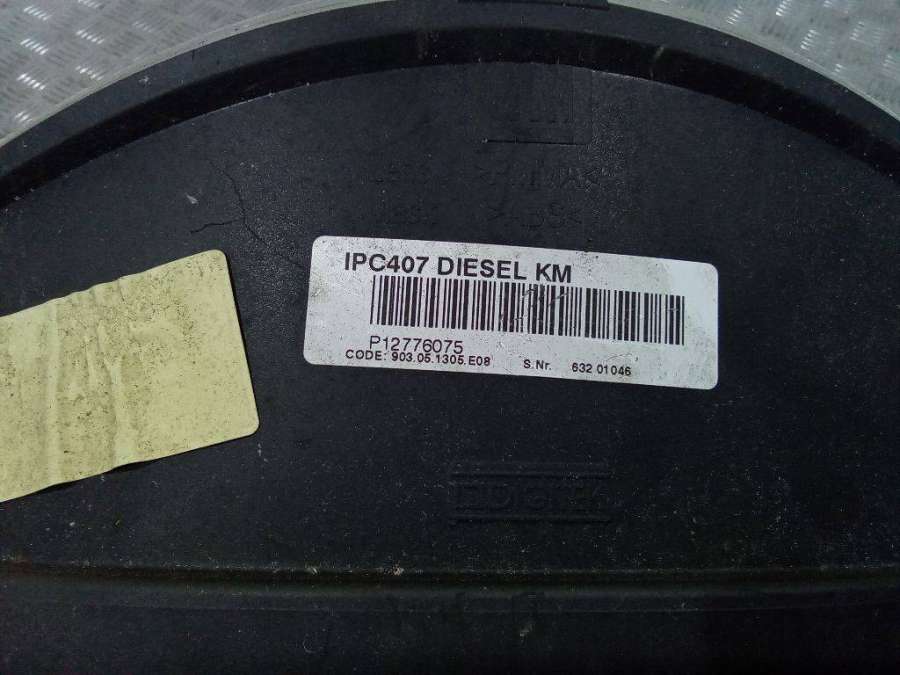 IPC407 DIESEL KM
P12776075
CODE: 903.05.1305.E08 S.Nr. 632 01046